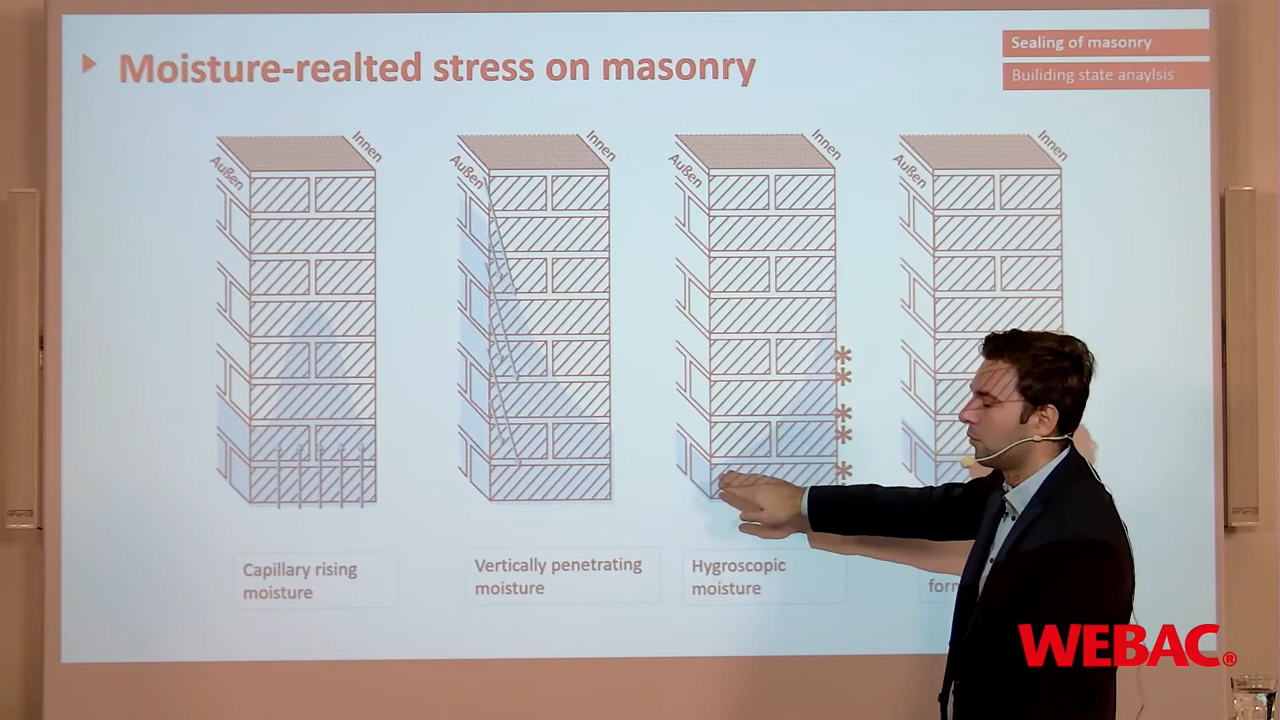 Moisture-realted stress on masonry
Sealing of masonry
Builiding state anaylsis
Außen
Innen
Außen
Innen
Außen
Innen
Außen
Innen
Capillary rising
moisture
Vertically penetrating
moisture
Hygroscopic
moisture
WEBAC®